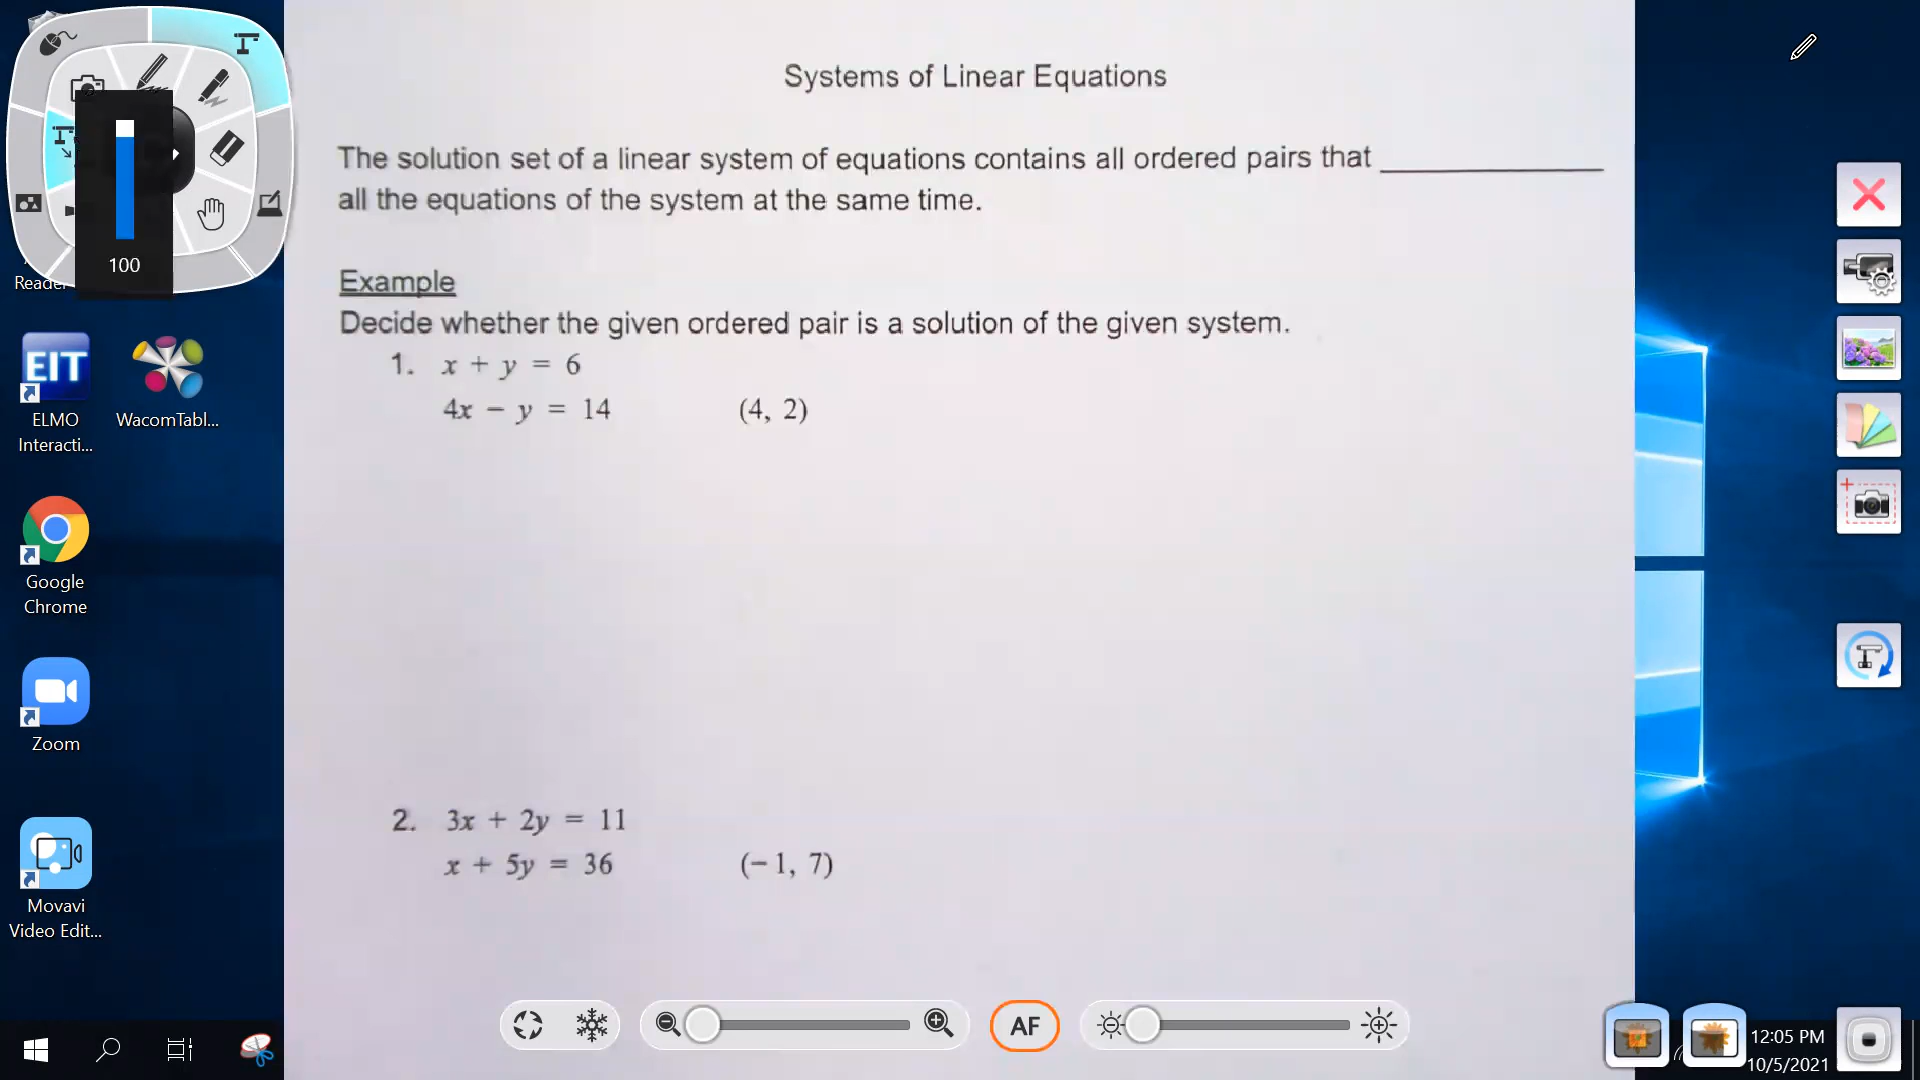 Systems of Linear Equations
The solution set of a linear system of equations contains all ordered pairs that ____________
all the equations of the system at the same time.
Example
Decide whether the given ordered pair is a solution of the given system.
1. x + y = 6
4x − y = 14 (4, 2)
2. 3x + 2y = 11
x + 5y = 36 (−1, 7)
100
Reader
EIT
ELMO
Interacti...
WacomTabl...
Google
Chrome
Zoom
Movavi
Video Edit...
AF
12:05 PM
10/5/2021